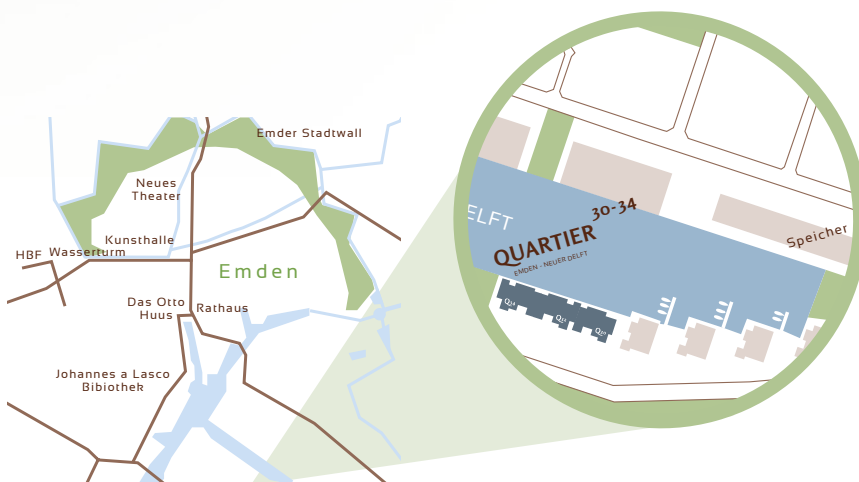 Emder Stadtwall
Neues
Theater
Kunsthalle
HBF
Wasserturm
Emden
Das Otto
Huus
Rathaus
Johannes a Lasco
Bibiothek
ELFT
QUARTIER
30-34
EMDEN - NEUER DELFT
Speicher